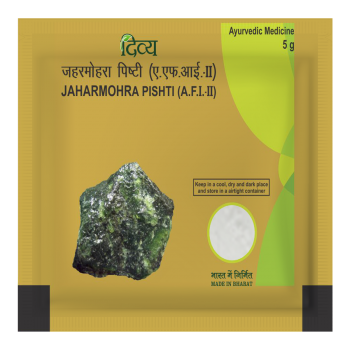 दिव्य
Ayurvedic Medicine
5 g
जहरमोहरा पिष्टी (ए.एफ.आई.-II)
JAHARMOHRA PISHTI (A.F.I.-II)
Keep in a cool, dry and dark place
and store in a airtight container
भारत में निर्मित
MADE IN BHARAT